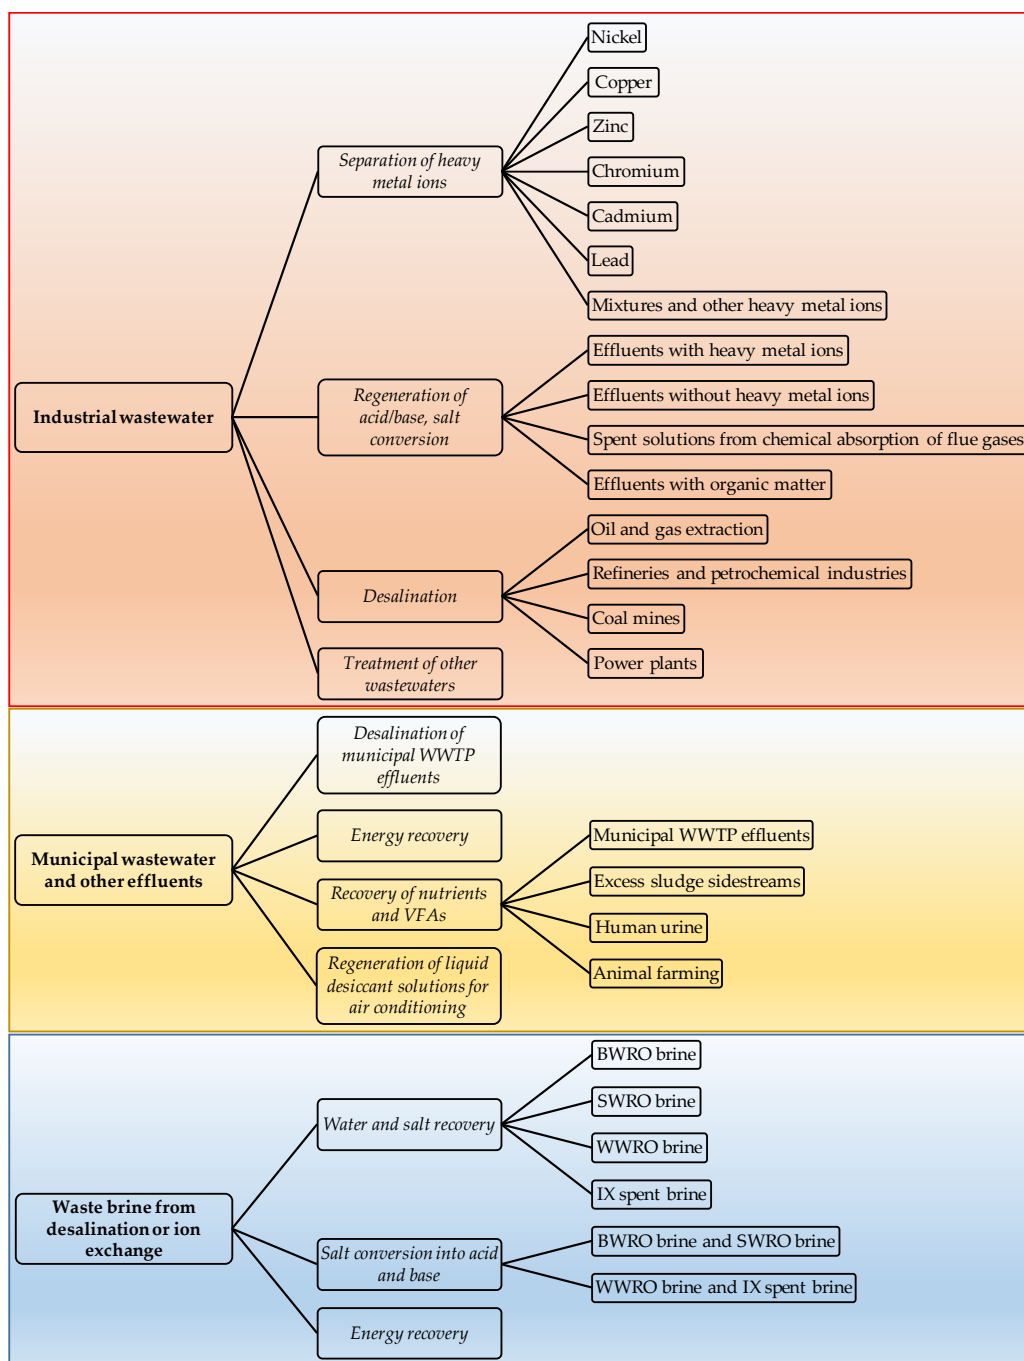 Nickel
Copper
Zinc
Separation of heavy
metal ions
Chromium
Cadmium
Lead
Mixtures and other heavy metal ions
Industrial wastewater
Regeneration of
acid/base, salt
conversion
Effluents with heavy metal ions
Effluents without heavy metal ions
Spent solutions from chemical absorption of flue gases
Effluents with organic matter
Desalination
Oil and gas extraction
Refineries and petrochemical industries
Coal mines
Power plants
Treatment of other
wastewaters
Municipal wastewater
and other effluents
Desalination of
municipal WWTP
effluents
Energy recovery
Recovery of nutrients
and VFAs
Municipal WWTP effluents
Excess sludge sidestreams
Human urine
Animal farming
Regeneration of liquid
desiccant solutions for
air conditioning
Waste brine from
desalination or ion
exchange
Water and salt recovery
BWRO brine
SWRO brine
WWRO brine
IX spent brine
Salt conversion into acid
and base
BWRO brine and SWRO brine
WWRO brine and IX spent brine
Energy recovery